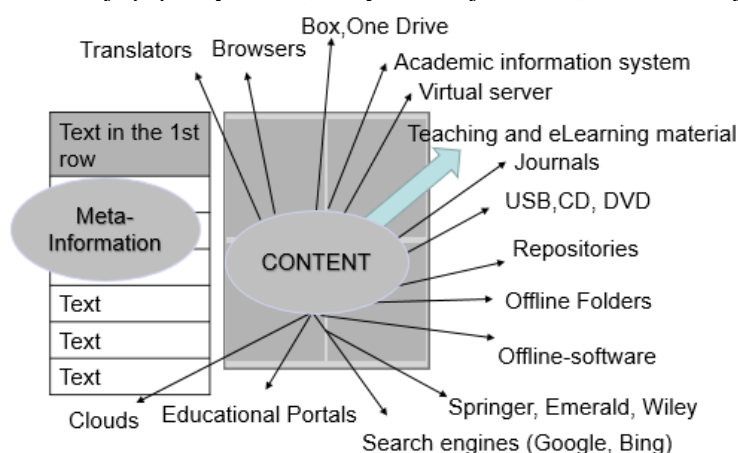 Box,One Drive
Translators
Browsers
Academic information system
Virtual server
Text in the 1st
row
Teaching and eLearning material
Journals
Meta-
Information
USB,CD, DVD
CONTENT
Repositories
Text
Offline Folders
Text
Offline-software
Text
Clouds
Educational Portals
Springer, Emerald, Wiley
Search engines (Google, Bing)